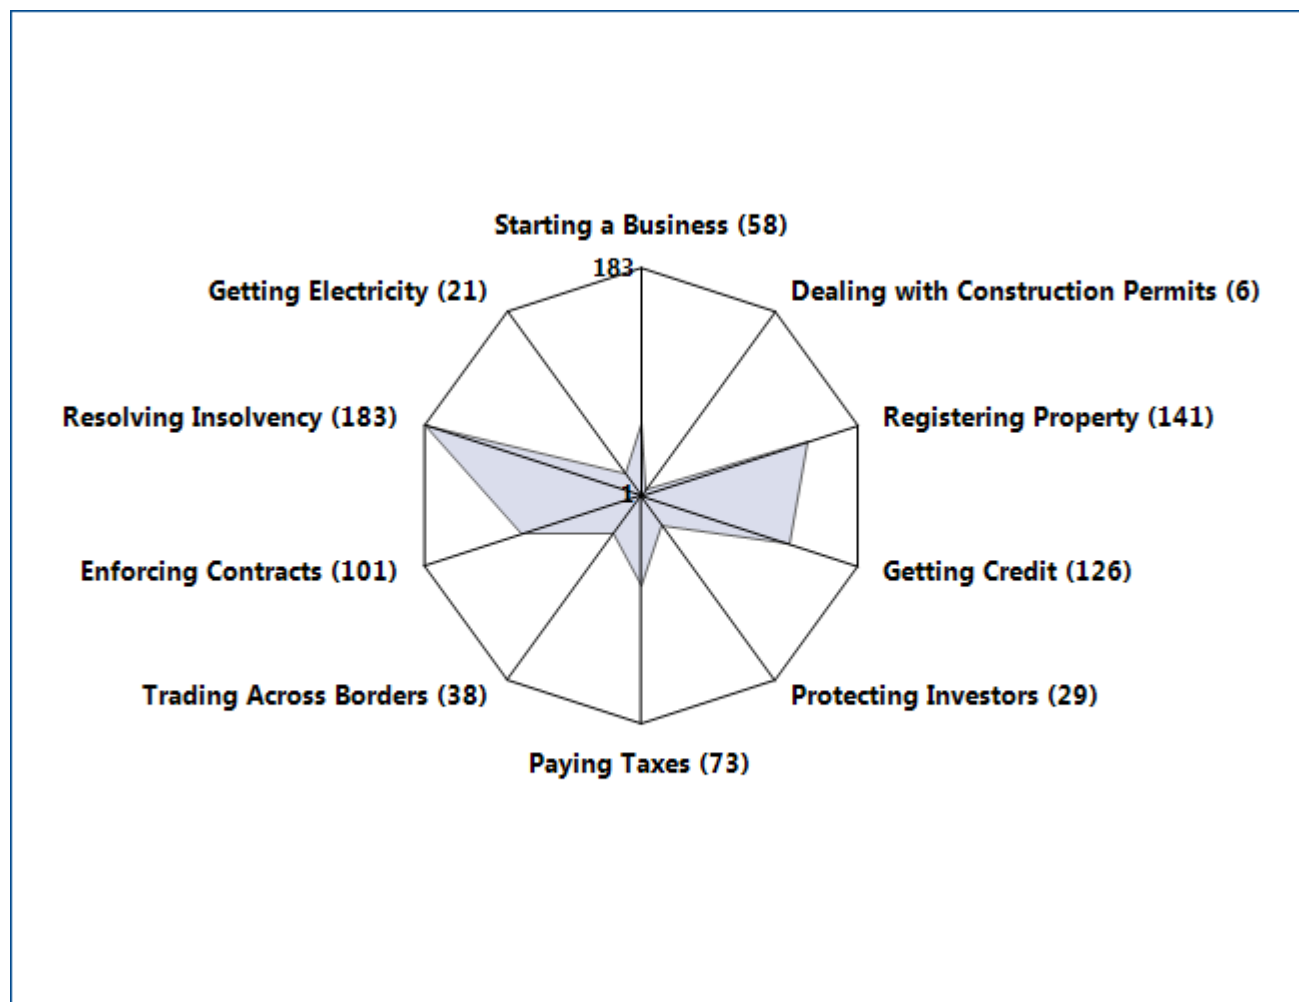 Starting a Business (58)
183
Getting Electricity (21)
Dealing with Construction Permits (6)
Resolving Insolvency (183)
Registering Property (141)
1
Enforcing Contracts (101)
Getting Credit (126)
Trading Across Borders (38)
Protecting Investors (29)
Paying Taxes (73)